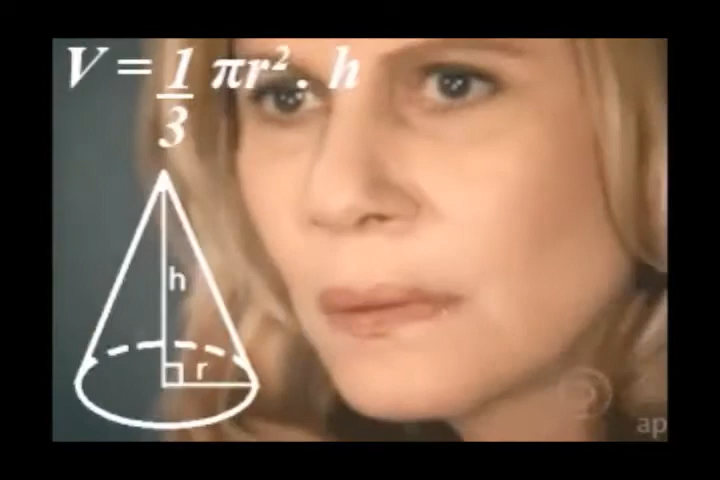 V = 1/3 πr². h
h
r
ap